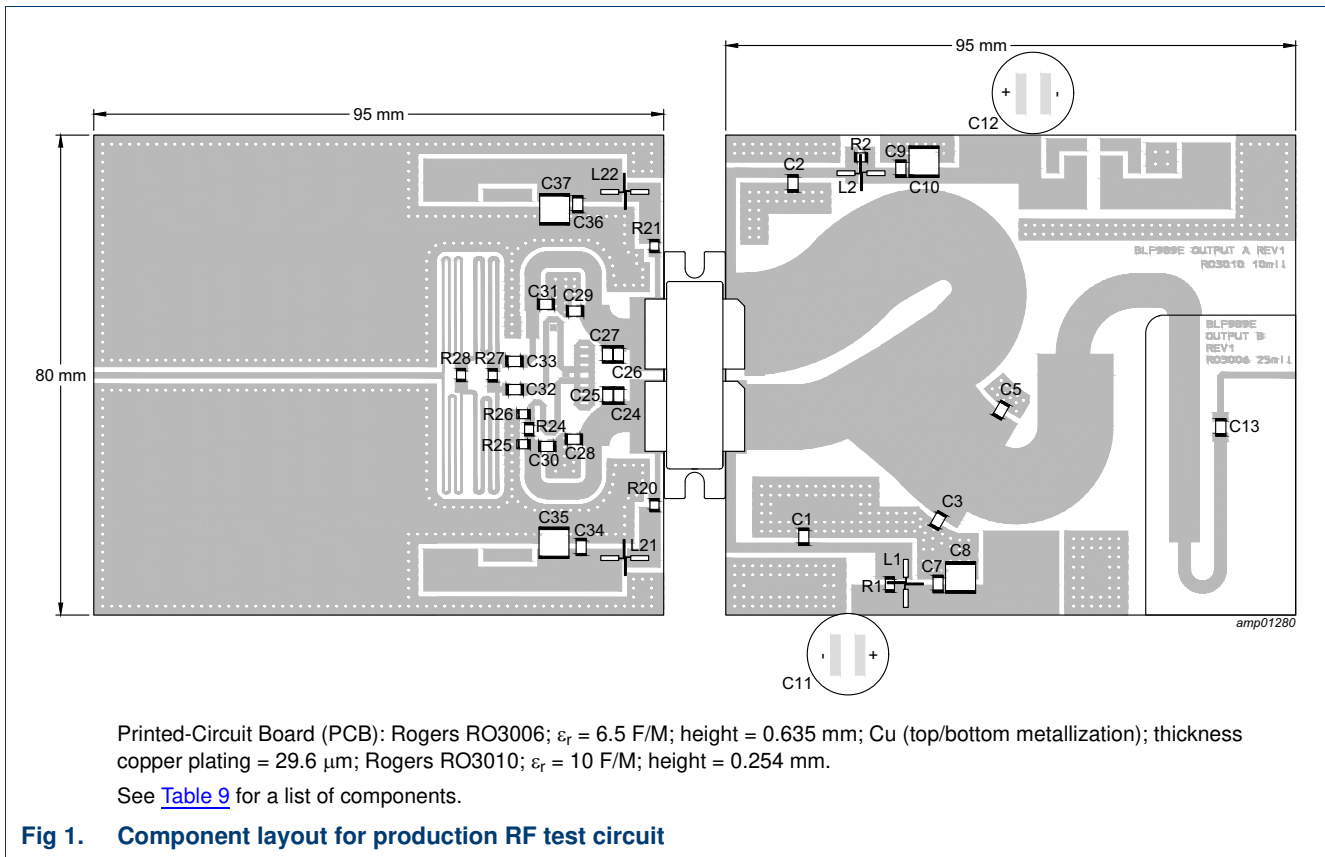 95 mm
95 mm
C12
+ -
R2
C2
C9
L2
C10
L22
C37
C36
R21
BLF989E OUTPUT A REV1
RO3010 10mil
C31
C29
BLF989E
OUTPUT B
REV1
RO3006 25mil
C27
C26
80 mm
R28
R27
C33
C32
C25
C24
C5
R26
R24
R25
C30
C28
C13
R20
C3
C35
C34
L21
C1
L1
C8
C7
R1
amp01280
- +
C11
Printed-Circuit Board (PCB): Rogers RO3006; εr = 6.5 F/M; height = 0.635 mm; Cu (top/bottom metallization); thickness
copper plating = 29.6 μm; Rogers RO3010; εr = 10 F/M; height = 0.254 mm.
See Table 9 for a list of components.
Fig 1. Component layout for production RF test circuit